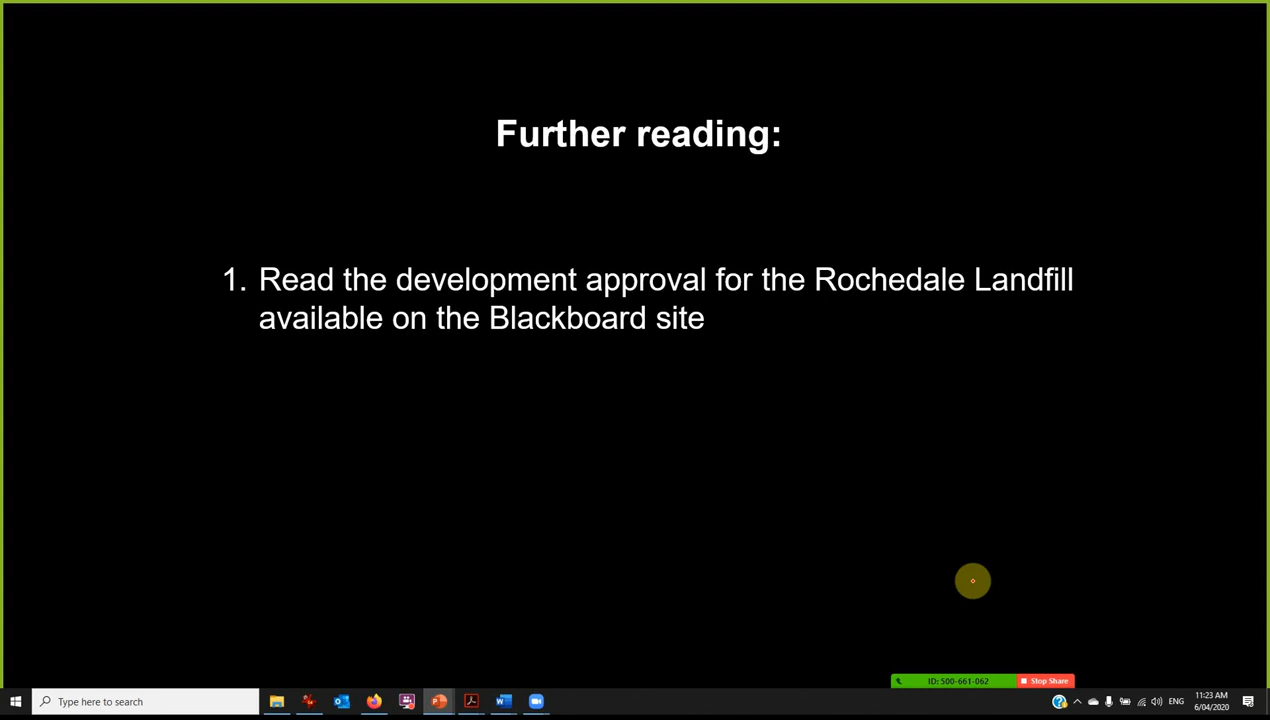 Further reading:
1. Read the development approval for the Rochedale Landfill
available on the Blackboard site
ID: 500-661-062
Stop Share
Type here to search
ENG
11:23 AM
6/04/2020